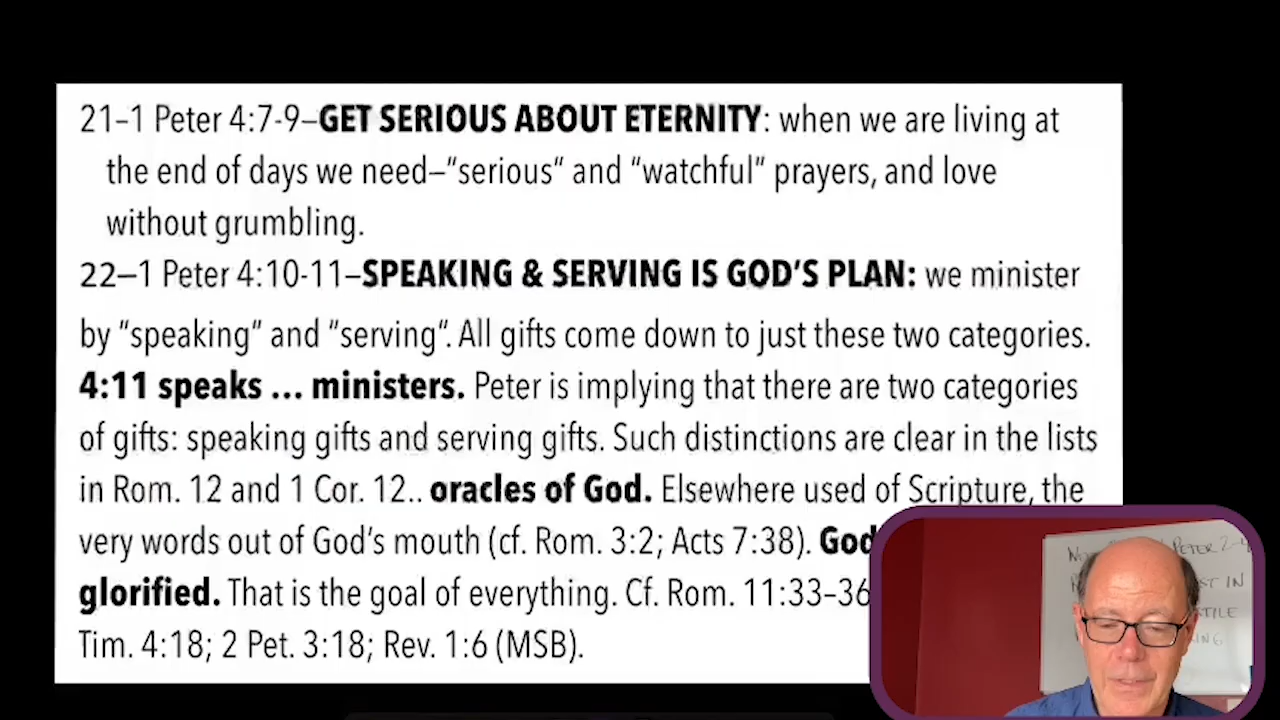 21–1 Peter 4:7-9–GET SERIOUS ABOUT ETERNITY: when we are living at
the end of days we need–“serious“ and “watchful” prayers, and love
without grumbling.
22–1 Peter 4:10-11–SPEAKING & SERVING IS GOD’S PLAN: we minister
by “speaking” and “serving“. All gifts come down to just these two categories.
4:11 speaks … ministers. Peter is implying that there are two categories
of gifts: speaking gifts and serving gifts. Such distinctions are clear in the lists
in Rom. 12 and 1 Cor. 12.. oracles of God. Elsewhere used of Scripture, the
very words out of God’s mouth (cf. Rom. 3:2; Acts 7:38). God
glorified. That is the goal of everything. Cf. Rom. 11:33–36
Tim. 4:18; 2 Pet. 3:18; Rev. 1:6 (MSB).
PETER 2-4
IN